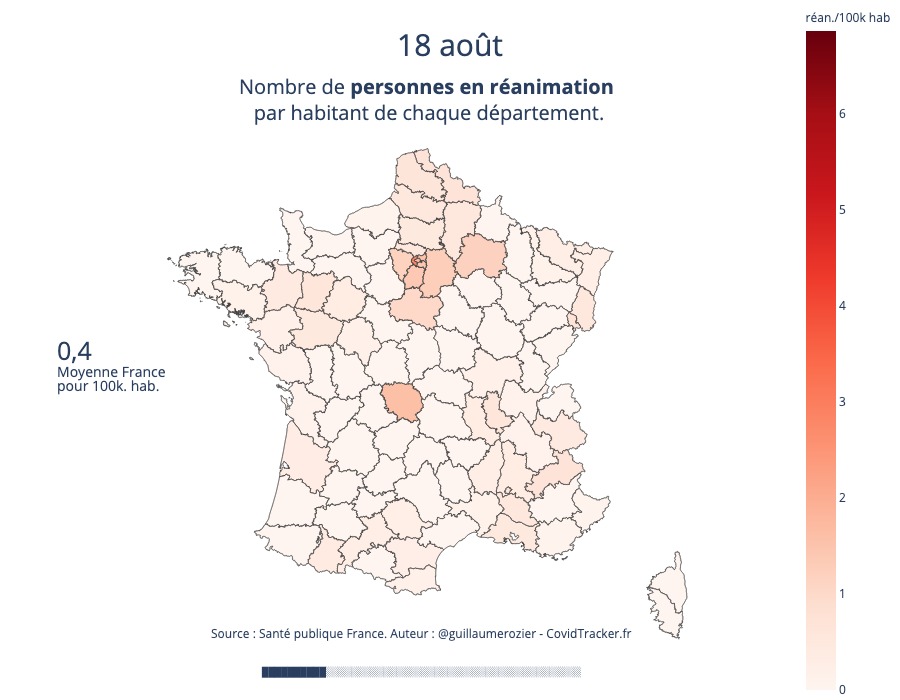 réan./100k hab
18 août
Nombre de personnes en réanimation
par habitant de chaque département.
6
5
4
3
2
1
0
0,4
Moyenne France
pour 100k. hab.
Source : Santé publique France. Auteur : @guillaumerozier - CovidTracker.fr